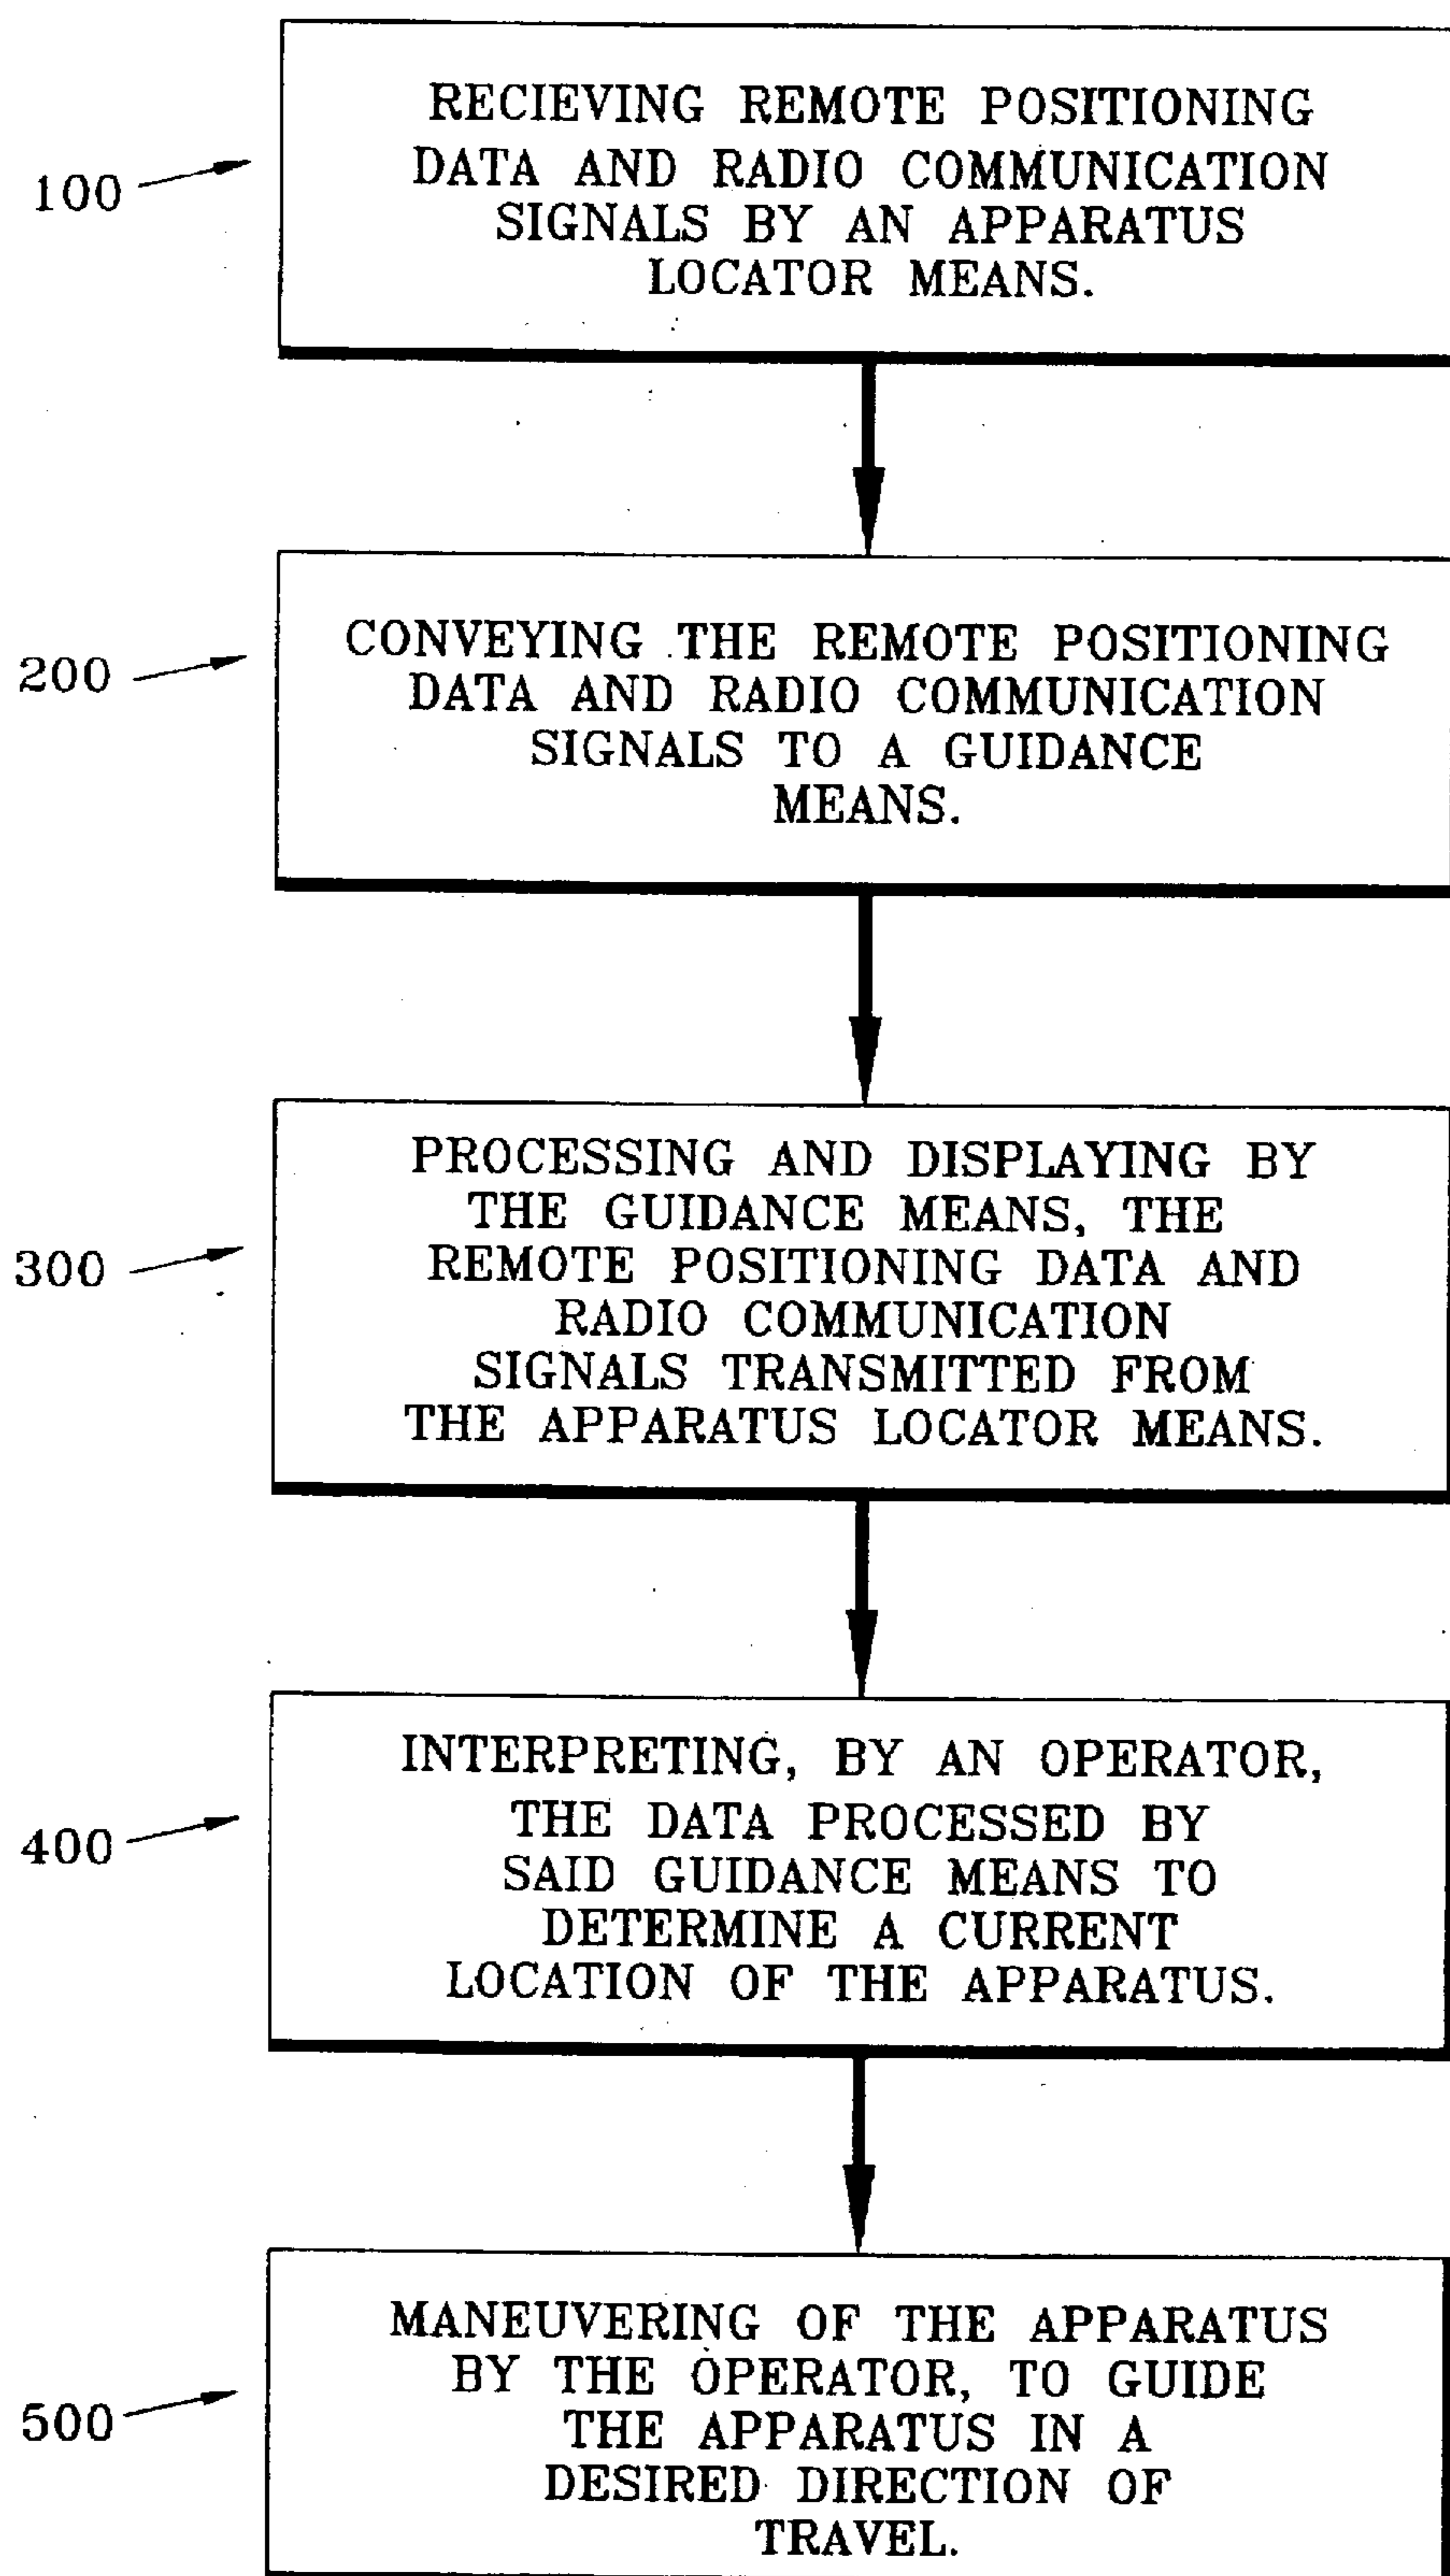 RECIEVING REMOTE POSITIONING
DATA AND RADIO COMMUNICATION
SIGNALS BY AN APPARATUS
LOCATOR MEANS.
100
CONVEYING THE REMOTE POSITIONING
DATA AND RADIO COMMUNICATION
SIGNALS TO A GUIDANCE
MEANS.
200
PROCESSING AND DISPLAYING BY
THE GUIDANCE MEANS, THE
REMOTE POSITIONING DATA AND
RADIO COMMUNICATION
SIGNALS TRANSMITTED FROM
THE APPARATUS LOCATOR MEANS.
300
INTERPRETING, BY AN OPERATOR,
THE DATA PROCESSED BY
SAID GUIDANCE MEANS TO
DETERMINE A CURRENT
LOCATION OF THE APPARATUS.
400
MANEUVERING OF THE APPARATUS
BY THE OPERATOR, TO GUIDE
THE APPARATUS IN A
DESIRED DIRECTION OF
TRAVEL.
500